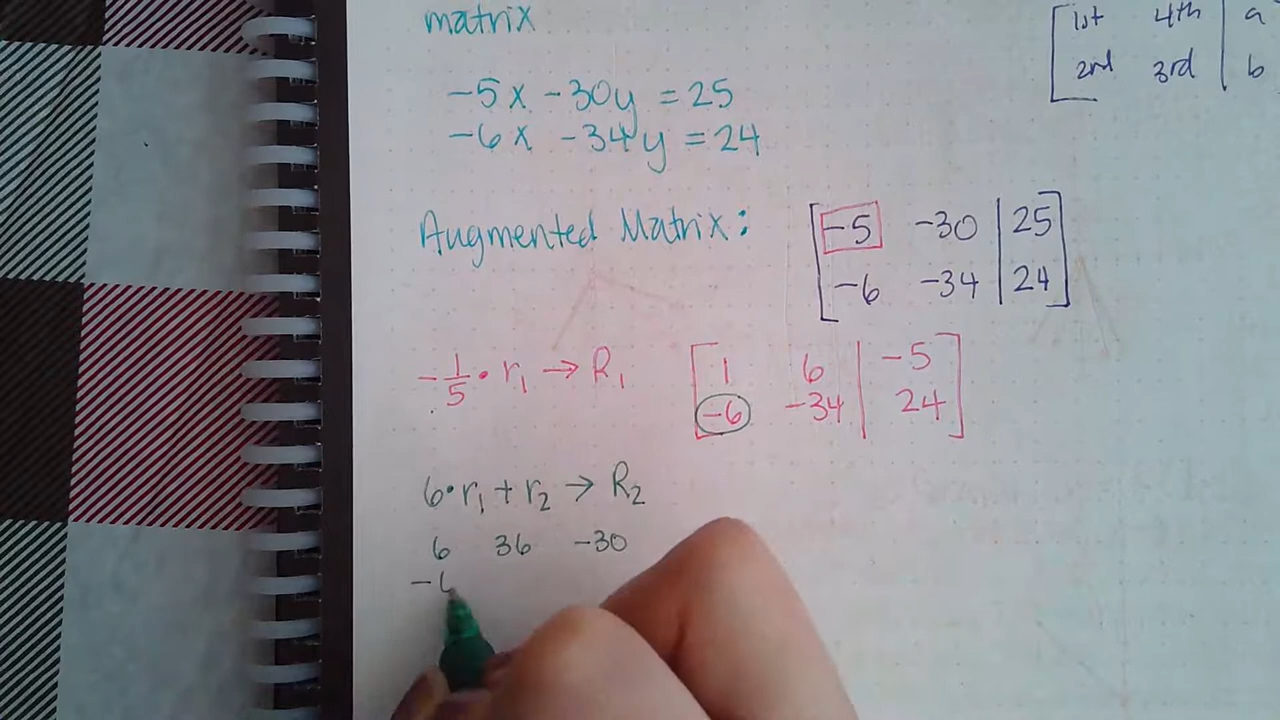 matrix
1st 4th | a
2nd 3rd | b
-5x -30y = 25
-6x -34y = 24
Augmented Matrix:
-5 -30 | 25
-6 -34 | 24
-1/5 · r₁ → R₁
1 6 | -5
-6 -34 | 24
6 · r₁ + r₂ → R₂
6 36 -30